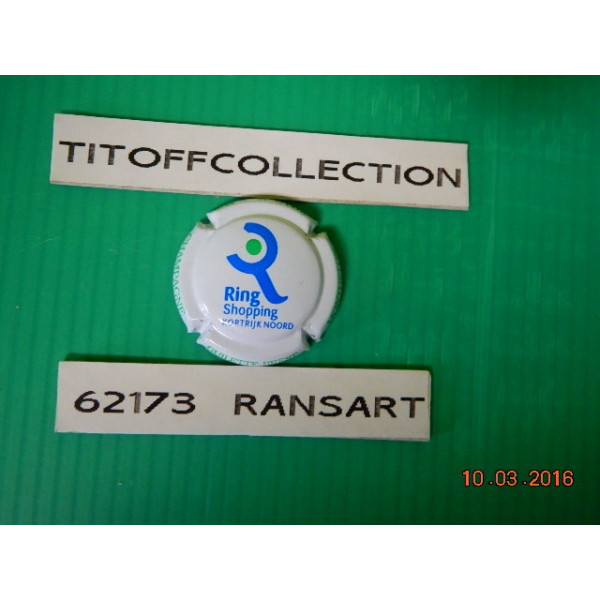 TITOFFCOLLECTION
Ring
Shopping
KORTRIJK NOORD
62173 RANSART
10.03.2016